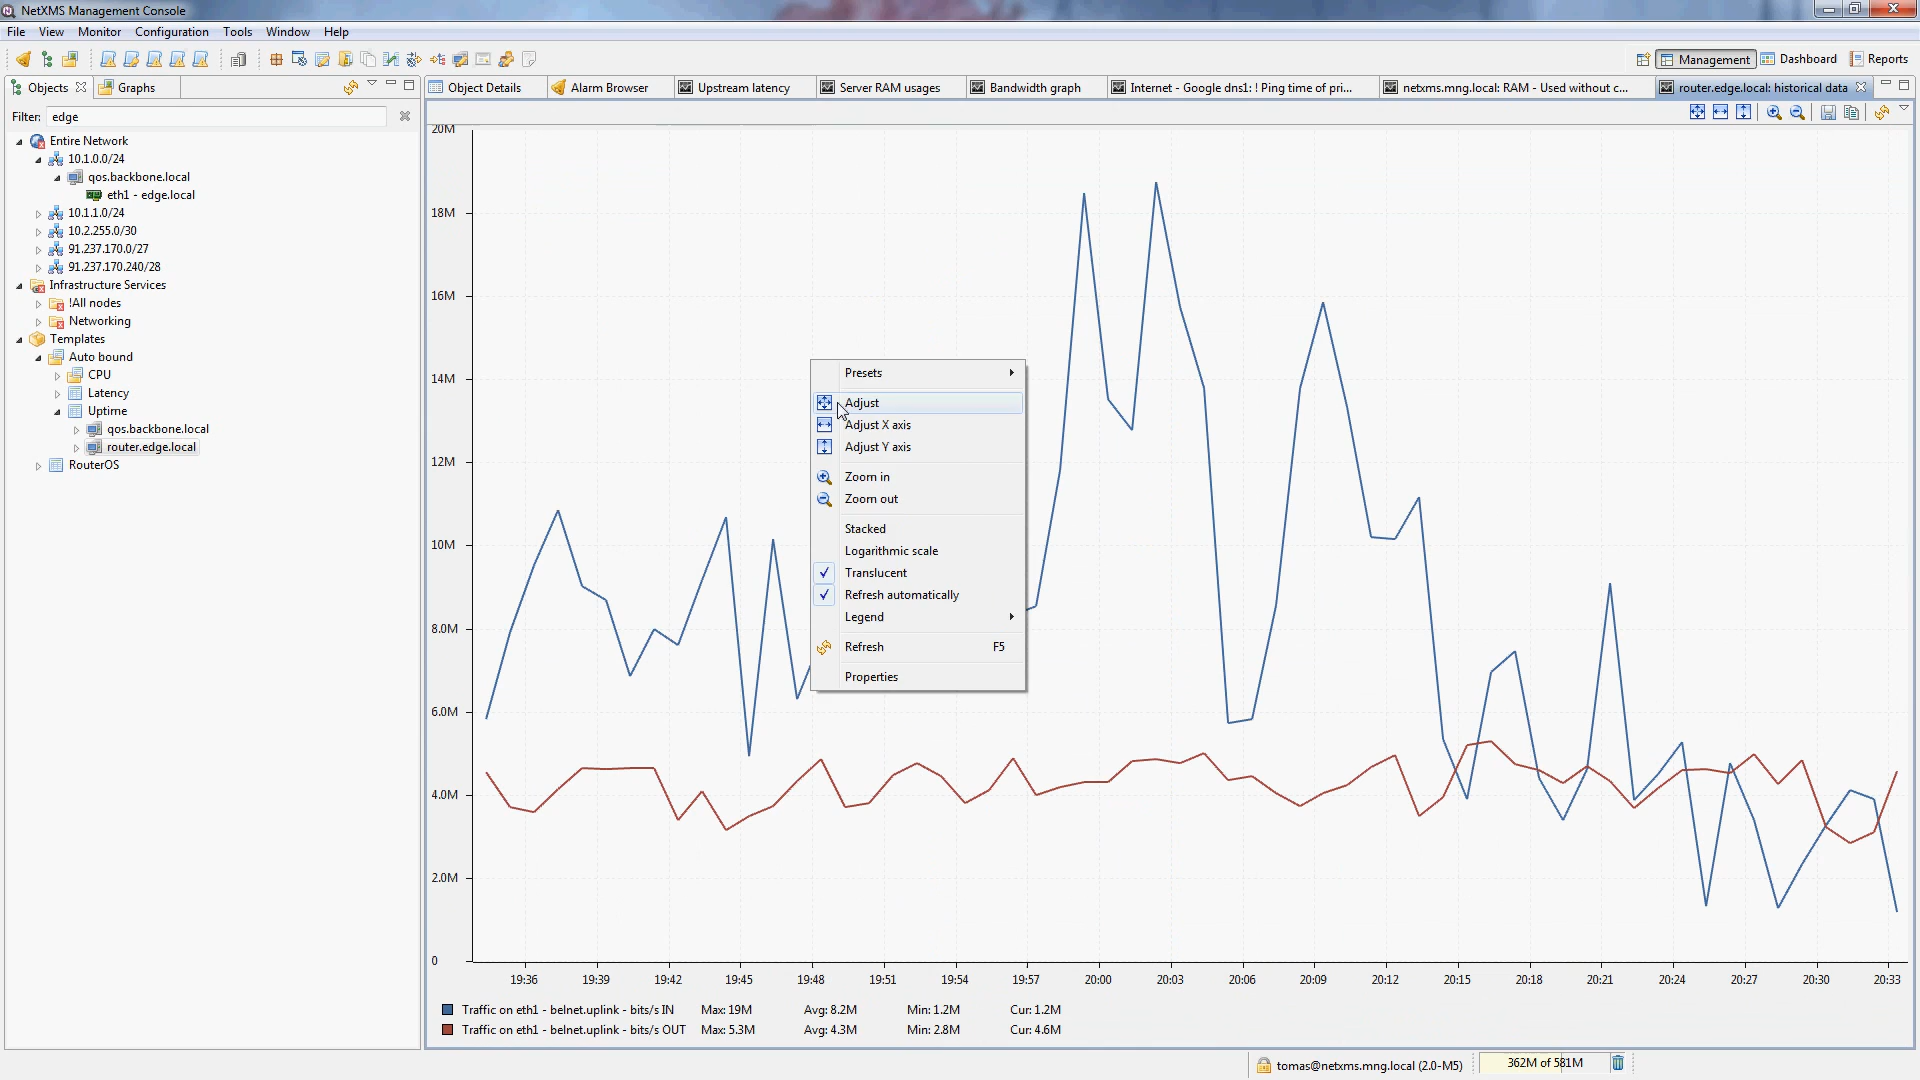 NetXMS Management Console
File View Monitor Configuration Tools Window Help
Management Dashboard Reports
Objects Graphs
Object Details Alarm Browser Upstream latency Server RAM usages Bandwidth graph Internet - Google dns1: ! Ping time of pri... netxms.mng.local: RAM - Used without c... router.edge.local: historical data
Filter: edge
Entire Network
10.1.0.0/24
qos.backbone.local
eth1 - edge.local
10.1.1.0/24
10.2.255.0/30
91.237.170.0/27
91.237.170.240/28
Infrastructure Services
!All nodes
Networking
Templates
Auto bound
CPU
Latency
Uptime
qos.backbone.local
router.edge.local
RouterOS
20M
18M
16M
14M
12M
10M
8.0M
6.0M
4.0M
2.0M
0
Presets
Adjust
Adjust X axis
Adjust Y axis
Zoom in
Zoom out
Stacked
Logarithmic scale
Translucent
Refresh automatically
Legend
Refresh F5
Properties
19:36 19:39 19:42 19:45 19:48 19:51 19:54 19:57 20:00 20:03 20:06 20:09 20:12 20:15 20:18 20:21 20:24 20:27 20:30 20:33
Traffic on eth1 - belnet.uplink - bits/s IN Max: 19M Avg: 8.2M Min: 1.2M Cur: 1.2M
Traffic on eth1 - belnet.uplink - bits/s OUT Max: 5.3M Avg: 4.3M Min: 2.8M Cur: 4.6M
tomas@netxms.mng.local (2.0-M5) 362M of 581M